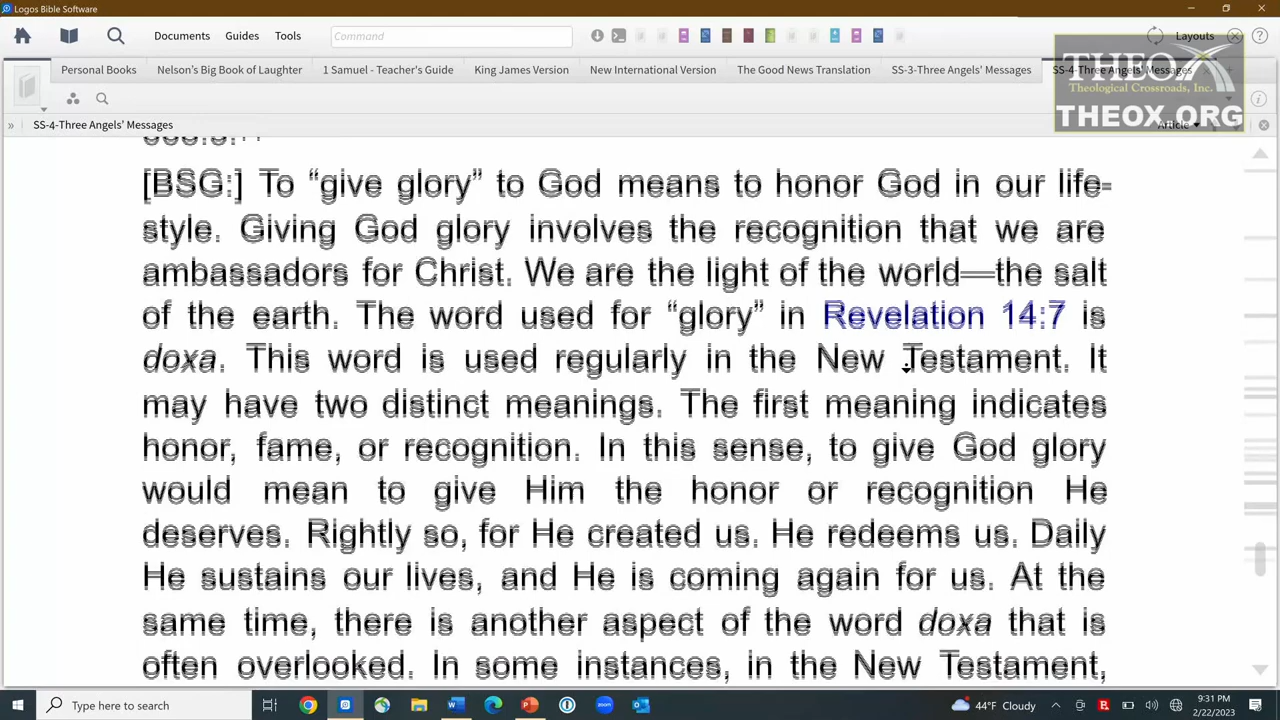 Logos Bible Software
Documents Guides Tools Command Layouts
Personal Books Nelson's Big Book of Laughter 1 Sam King James Version New International Version The Good News Translation SS-3-Three Angels' Messages SS-4-Three Angels' Messages
THEOX
Theological Crossroads, Inc.
THEOX.ORG
SS-4-Three Angels' Messages Article
[BSG:] To “give glory” to God means to honor God in our life-
style. Giving God glory involves the recognition that we are
ambassadors for Christ. We are the light of the world—the salt
of the earth. The word used for “glory” in Revelation 14:7 is
doxa. This word is used regularly in the New Testament. It
may have two distinct meanings. The first meaning indicates
honor, fame, or recognition. In this sense, to give God glory
would mean to give Him the honor or recognition He
deserves. Rightly so, for He created us. He redeems us. Daily
He sustains our lives, and He is coming again for us. At the
same time, there is another aspect of the word doxa that is
often overlooked. In some instances, in the New Testament,
Type here to search 44°F Cloudy 9:31 PM
2/22/2023